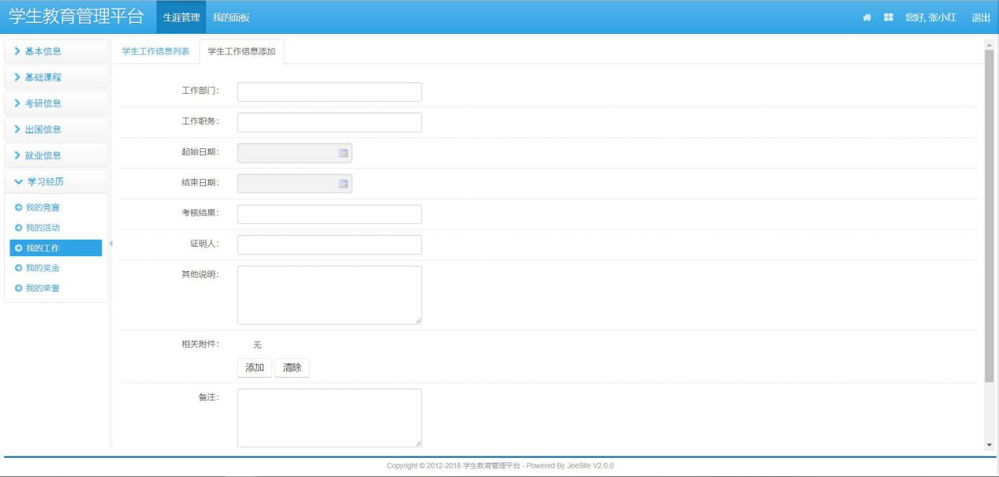 学生教育管理平台 生涯管理 我的面板 您好, 张小红 退出
基本信息
基础课程
考研信息
出国信息
就业信息
学习经历
我的竞赛
我的活动
我的工作
我的奖金
我的荣誉
学生工作信息列表 学生工作信息添加
工作部门:
工作职务:
起始日期:
结束日期:
考核结果:
证明人:
其他说明:
相关附件: 无
添加 清除
备注:
Copyright © 2012-2018 学生教育管理平台 - Powered By JeeSite V2.0.0